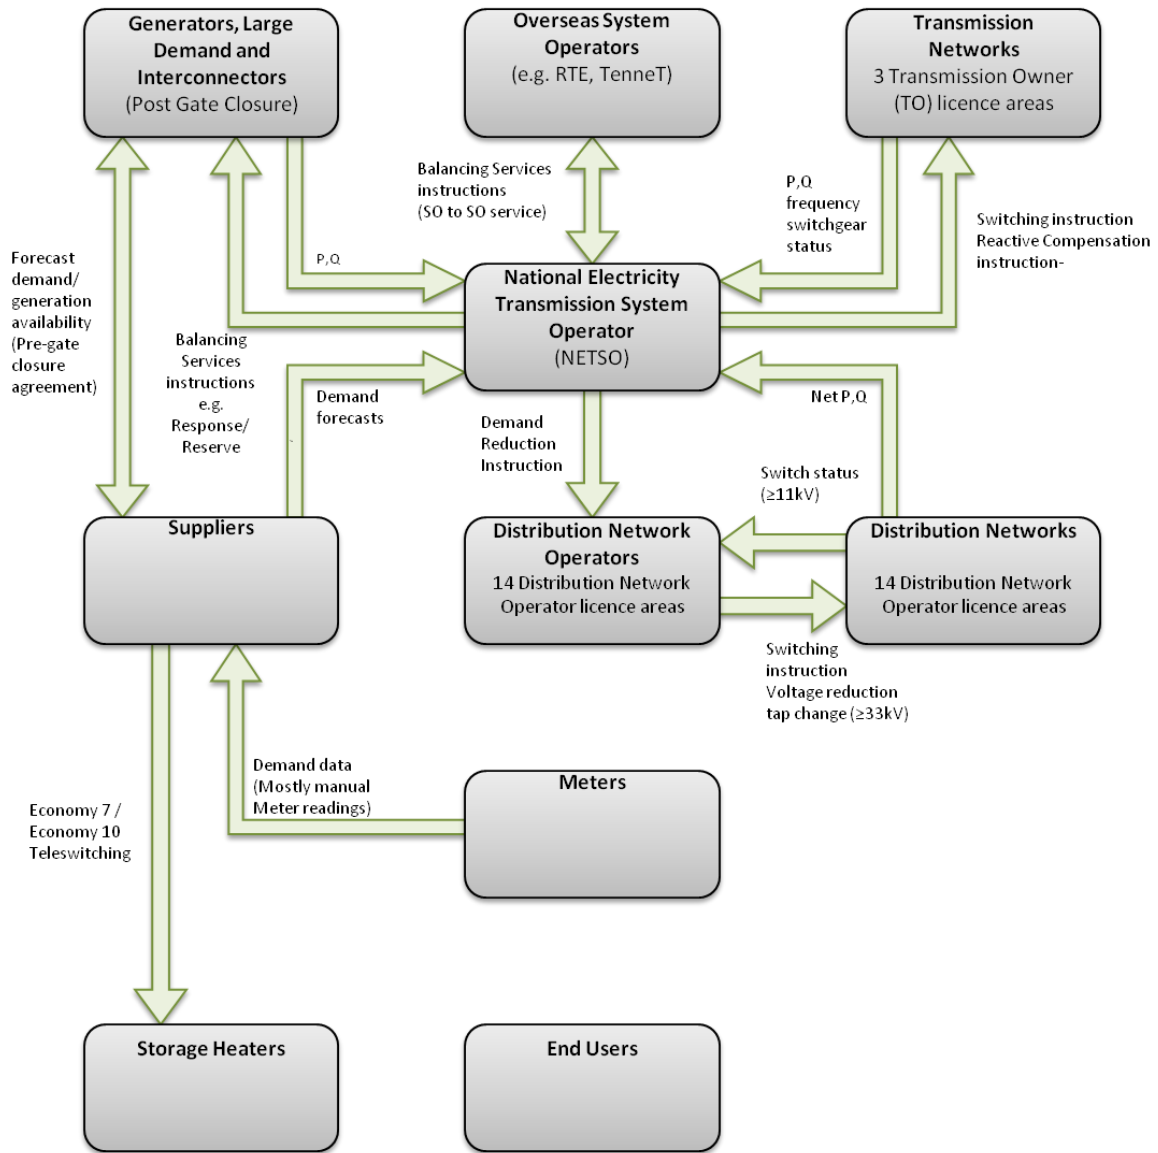 Generators, Large
Demand and
Interconnectors
(Post Gate Closure)
Overseas System
Operators
(e.g. RTE, TenneT)
Transmission
Networks
3 Transmission Owner
(TO) licence areas
Balancing Services
instructions
(SO to SO service)
P,Q
frequency
switchgear
status
Switching instruction
Reactive Compensation
instruction-
Forecast
demand/
generation
availability
(Pre-gate
closure
agreement)
P,Q
National Electricity
Transmission System
Operator
(NETSO)
Balancing
Services
instructions
e.g.
Response/
Reserve
Demand
forecasts
Demand
Reduction
Instruction
Net P,Q
Switch status
(≥11kV)
Suppliers
Distribution Network
Operators
14 Distribution Network
Operator licence areas
Distribution Networks
14 Distribution Network
Operator licence areas
Switching
instruction
Voltage reduction
tap change (≥33kV)
Demand data
(Mostly manual
Meter readings)
Meters
Economy 7 /
Economy 10
Teleswitching
Storage Heaters
End Users